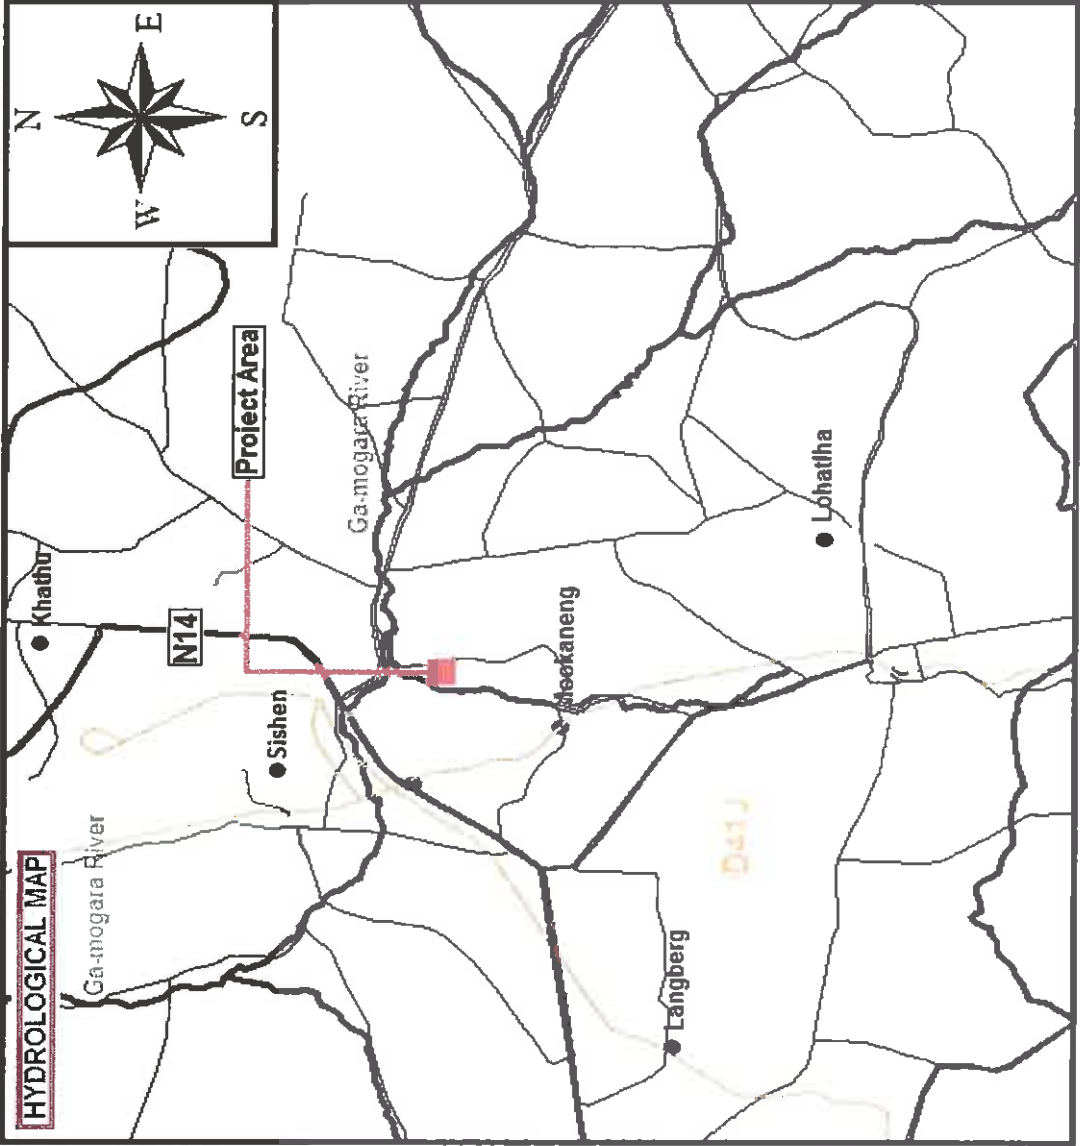 HYDROLOGICAL MAP
N
W
E
S
Khathu
N14
Project Area
Sishen
Ga-mogara River
Ga-mogara River
Lohatlha
Langberg
D41J